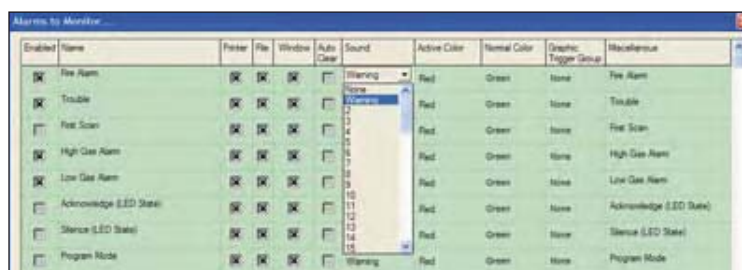 Alarms to Monitor ...
Enabled Name Printer File Window Auto Clear Sound Active Color Normal Color Graphic Trigger Group Miscellaneous
Fire Alarm Warning Red Green None Fire Alarm
Trouble None Red Green None Trouble
Warning
2
First Scan 3 Red Green None First Scan
4
5
High Gas Alarm 6 Red Green None High Gas Alarm
7
8
Low Gas Alarm 9 Red Green None Low Gas Alarm
10
Acknowledge (LED State) 11 Red Green None Acknowledge (LED State)
12
13
Silence (LED State) 14 Red Green None Silence (LED State)
15
Program Mode Warning Red Green None Program Mode